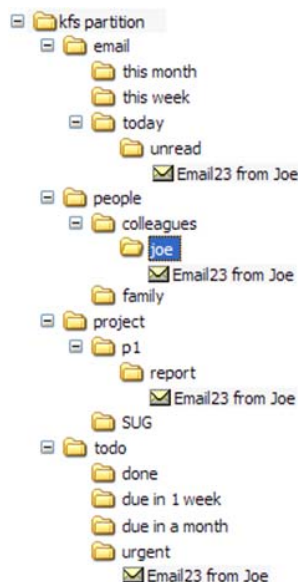 kfs partition
email
this month
this week
today
unread
Email23 from Joe
people
colleagues
joe
Email23 from Joe
family
project
p1
report
Email23 from Joe
SUG
todo
done
due in 1 week
due in a month
urgent
Email23 from Joe